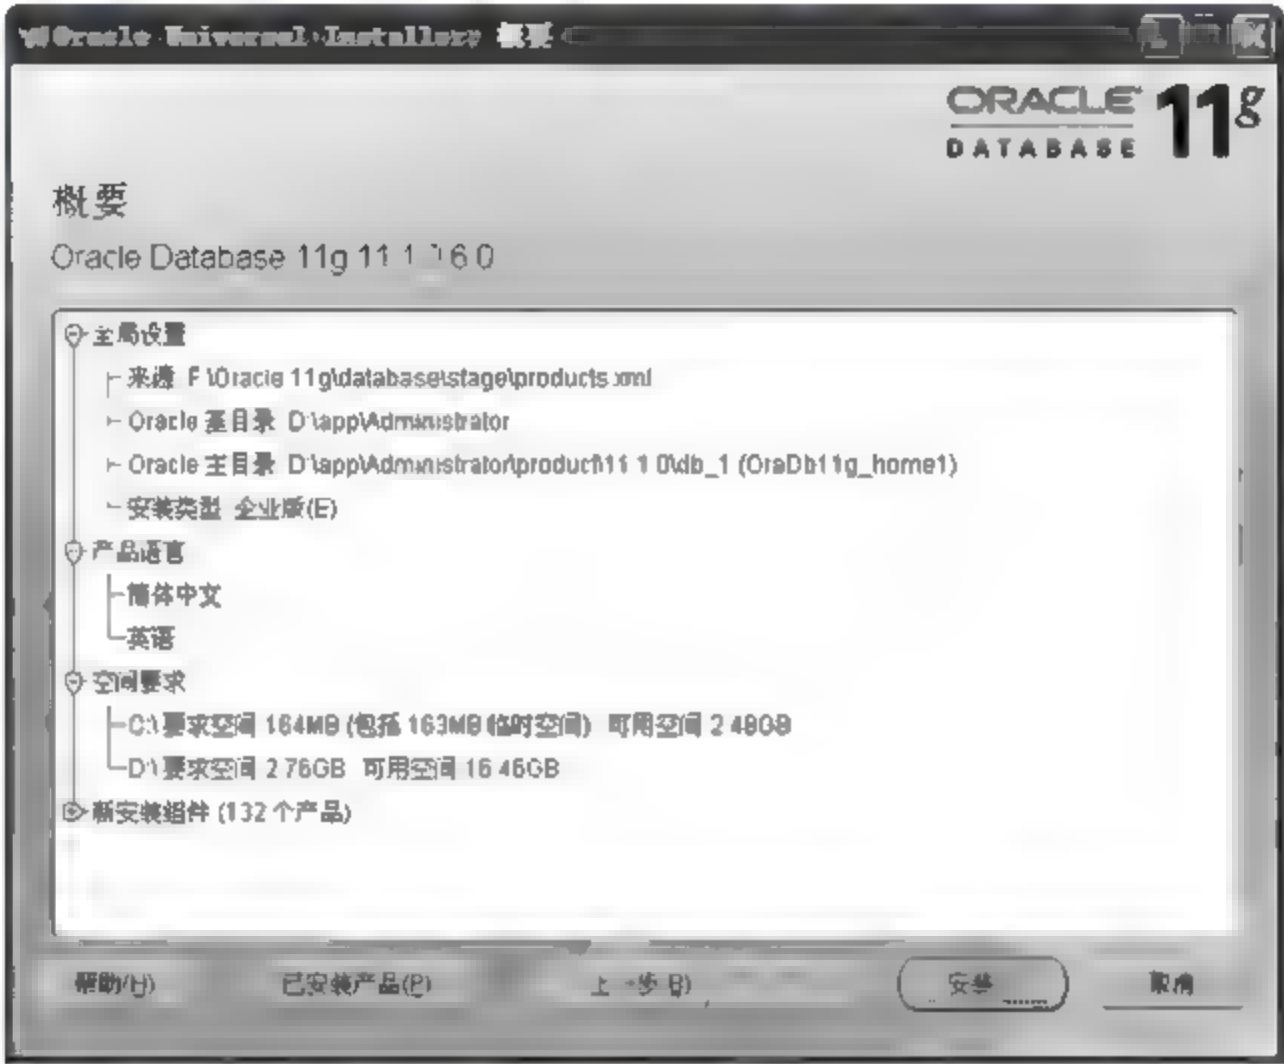 Oracle Universal Installer: 概要
ORACLE 11g
DATABASE
概要
Oracle Database 11g 11.1.0.6.0
全局设置
来源 F:\Oracle 11g\database\stage\products.xml
Oracle 基目录 D:\app\Administrator
Oracle 主目录 D:\app\Administrator\product\11.1.0\db_1 (OraDb11g_home1)
安装类型 企业版(E)
产品语言
简体中文
英语
空间要求
C:\ 要求空间 164MB (包括 163MB 临时空间) 可用空间 2.48GB
D:\ 要求空间 2.76GB 可用空间 16.46GB
新安装组件 (132 个产品)
帮助(H) 已安装产品(P) 上一步(B) 安装 取消